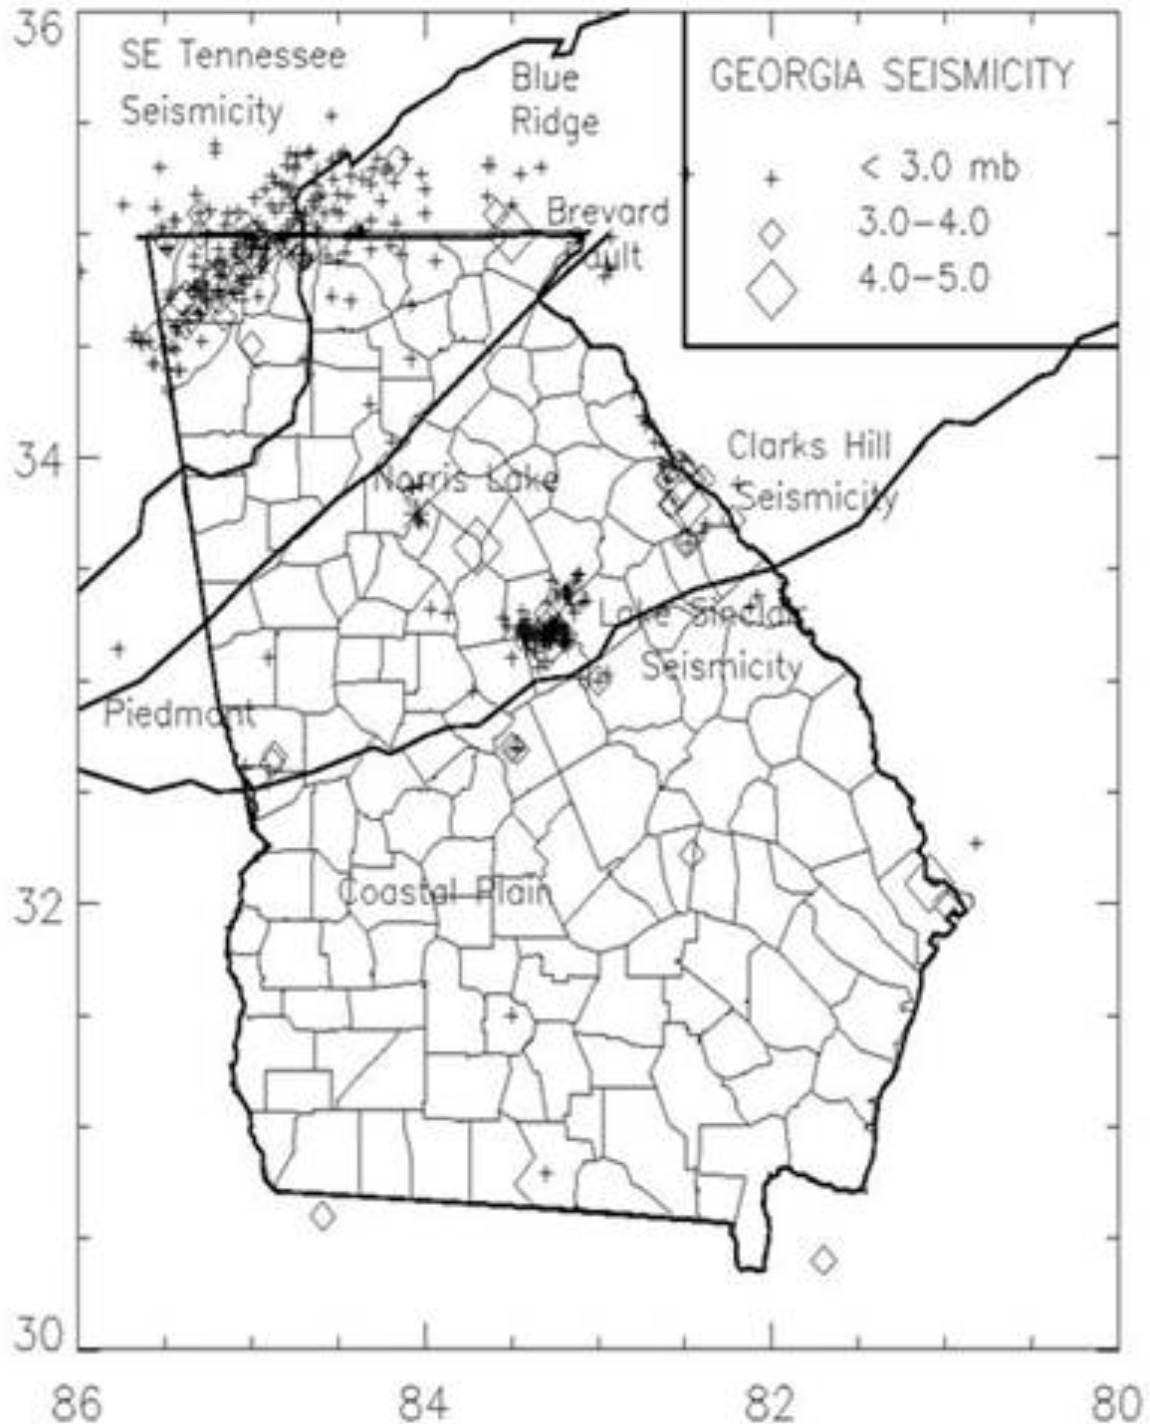 36
SE Tennessee
Seismicity
Blue
Ridge
GEORGIA SEISMICITY
< 3.0 mb
3.0-4.0
4.0-5.0
Brevard
Fault
34
Clarks Hill
Seismicity
Norris Lake
Lake Sinclair
Seismicity
Piedmont
32
Coastal Plain
30
86
84
82
80